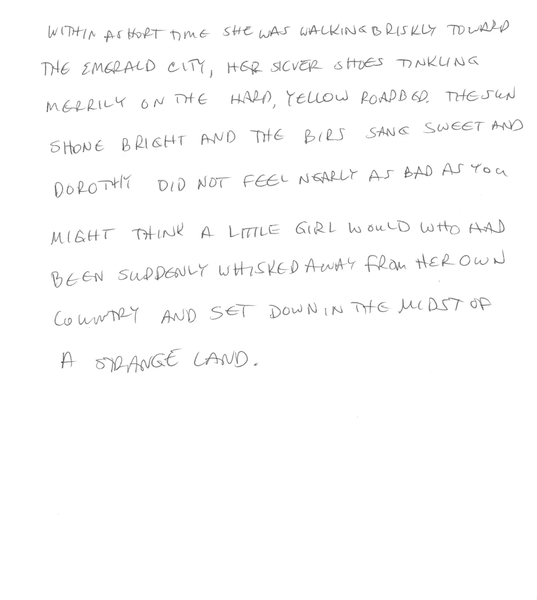 WITHIN A SHORT TIME SHE WAS WALKING BRISKLY TOWARD
THE EMERALD CITY, HER SILVER SHOES TINKLING
MERRILY ON THE HARD, YELLOW ROADBED. THE SUN
SHONE BRIGHT AND THE BIRS SANG SWEET AND
DOROTHY DID NOT FEEL NEARLY AS BAD AS YOU
MIGHT THINK A LITTLE GIRL WOULD WHO HAD
BEEN SUDDENLY WHISKED AWAY FROM HER OWN
COUNTRY AND SET DOWN IN THE MIDST OF
A STRANGE LAND.